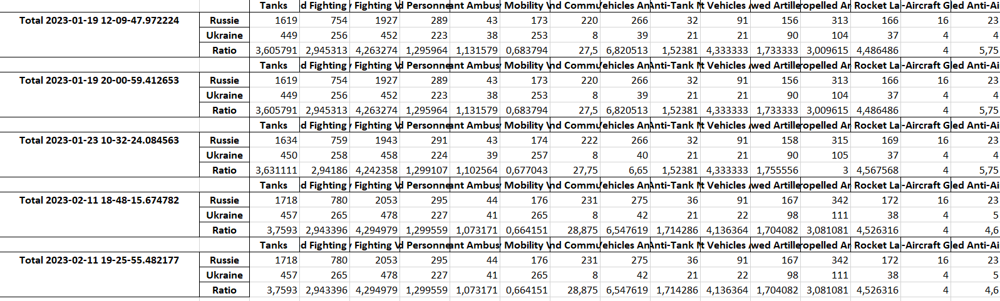 Tanks d Fighting y Fighting V d Personne ant Ambus y Mobility V nd Commu Vehicles An Anti-Tank M t Vehicles A wed Artille ropelled Ar Rocket La -Aircraft G led Anti-Ai
Total 2023-01-19 12-09-47.972224 Russie 1619 754 1927 289 43 173 220 266 32 91 156 313 166 16 23
Ukraine 449 256 452 223 38 253 8 39 21 21 90 104 37 4 4
Ratio 3,605791 2,945313 4,263274 1,295964 1,131579 0,683794 27,5 6,820513 1,52381 4,333333 1,733333 3,009615 4,486486 4 5,75
Tanks d Fighting y Fighting V d Personne ant Ambus y Mobility V nd Commu Vehicles An Anti-Tank M t Vehicles A wed Artille ropelled Ar Rocket La -Aircraft G led Anti-Ai
Total 2023-01-19 20-00-59.412653 Russie 1619 754 1927 289 43 173 220 266 32 91 156 313 166 16 23
Ukraine 449 256 452 223 38 253 8 39 21 21 90 104 37 4 4
Ratio 3,605791 2,945313 4,263274 1,295964 1,131579 0,683794 27,5 6,820513 1,52381 4,333333 1,733333 3,009615 4,486486 4 5,75
Tanks d Fighting y Fighting V d Personne ant Ambus y Mobility V nd Commu Vehicles An Anti-Tank M t Vehicles A wed Artille ropelled Ar Rocket La -Aircraft G led Anti-Ai
Total 2023-01-23 10-32-24.084563 Russie 1634 759 1943 291 43 174 222 266 32 91 158 315 169 16 23
Ukraine 450 258 458 224 39 257 8 40 21 21 90 105 37 4 4
Ratio 3,631111 2,94186 4,242358 1,299107 1,102564 0,677043 27,75 6,65 1,52381 4,333333 1,755556 3 4,567568 4 5,75
Tanks d Fighting y Fighting V d Personne ant Ambus y Mobility V nd Commu Vehicles An Anti-Tank M t Vehicles A wed Artille ropelled Ar Rocket La -Aircraft G led Anti-Ai
Total 2023-02-11 18-48-15.674782 Russie 1718 780 2053 295 44 176 231 275 36 91 167 342 172 16 23
Ukraine 457 265 478 227 41 265 8 42 21 22 98 111 38 4 5
Ratio 3,7593 2,943396 4,294979 1,299559 1,073171 0,664151 28,875 6,547619 1,714286 4,136364 1,704082 3,081081 4,526316 4 4,6
Tanks d Fighting y Fighting V d Personne ant Ambus y Mobility V nd Commu Vehicles An Anti-Tank M t Vehicles A wed Artille ropelled Ar Rocket La -Aircraft G led Anti-Ai
Total 2023-02-11 19-25-55.482177 Russie 1718 780 2053 295 44 176 231 275 36 91 167 342 172 16 23
Ukraine 457 265 478 227 41 265 8 42 21 22 98 111 38 4 5
Ratio 3,7593 2,943396 4,294979 1,299559 1,073171 0,664151 28,875 6,547619 1,714286 4,136364 1,704082 3,081081 4,526316 4 4,6